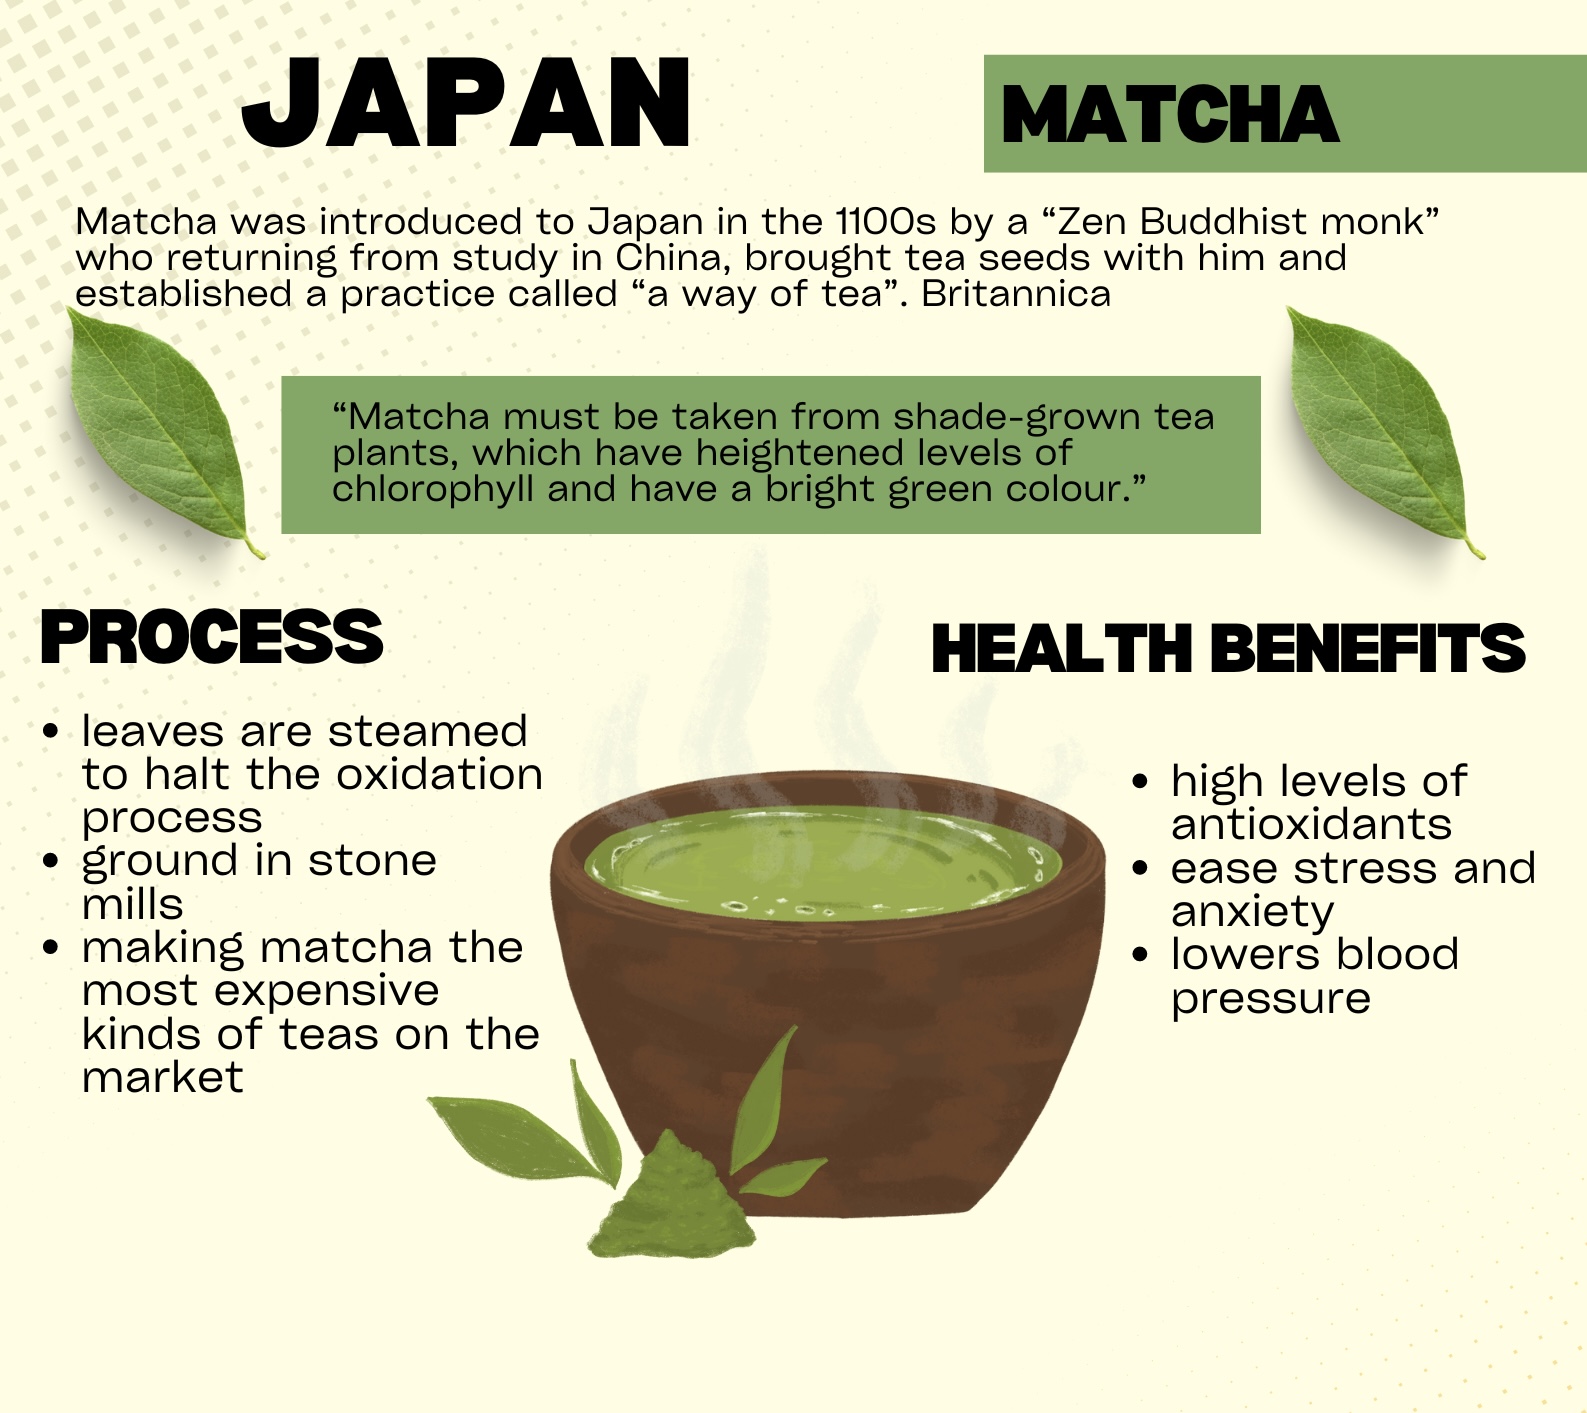 JAPAN
MATCHA
Matcha was introduced to Japan in the 1100s by a “Zen Buddhist monk”
who returning from study in China, brought tea seeds with him and
established a practice called “a way of tea”. Britannica
“Matcha must be taken from shade-grown tea
plants, which have heightened levels of
chlorophyll and have a bright green colour.”
PROCESS
• leaves are steamed
to halt the oxidation
process
• ground in stone
mills
• making matcha the
most expensive
kinds of teas on the
market
HEALTH BENEFITS
• high levels of
antioxidants
• ease stress and
anxiety
• lowers blood
pressure